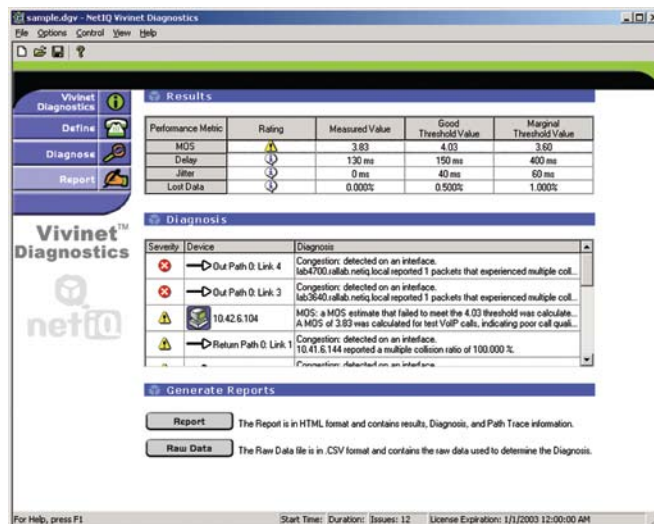 sample.dgv - NetIQ Vivinet Diagnostics
File Options Control View Help
Vivinet Diagnostics
Define
Diagnose
Report
Vivinet™
Diagnostics
netiQ
Results
Performance Metric Rating Measured Value Good Threshold Value Marginal Threshold Value
MOS 3.83 4.03 3.60
Delay 130 ms 150 ms 400 ms
Jitter 0 ms 40 ms 60 ms
Lost Data 0.000% 0.500% 1.000%
Diagnosis
Severity Device Diagnosis
Out Path 0: Link 4 Congestion: detected on an interface.
lab4700.rallab.netiq.local reported 1 packets that experienced multiple coll...
Out Path 0: Link 3 Congestion: detected on an interface.
lab3640.rallab.netiq.local reported 1 packets that experienced multiple coll...
10.42.6.104 MOS: a MOS estimate that failed to meet the 4.03 threshold was calculate...
A MOS of 3.83 was calculated for test VoIP calls, indicating poor call quali...
Return Path 0: Link 1 Congestion: detected on an interface.
10.41.6.144 reported a multiple collision ratio of 100.000 %.
Congestion: detected on an interface.
Generate Reports
Report The Report is in HTML format and contains results, Diagnosis, and Path Trace information.
Raw Data The Raw Data file is in .CSV format and contains the raw data used to determine the Diagnosis.
For Help, press F1 Start Time: Duration: Issues: 12 License Expiration: 1/1/2003 12:00:00 AM